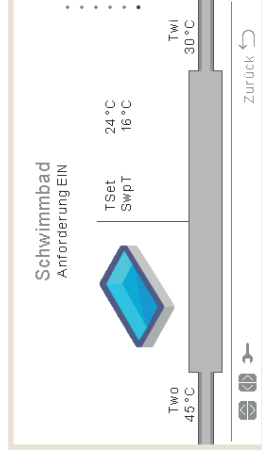 Schwimmbad
Anforderung EIN
TSet 24°C
SwpT 16°C
Two
45°C
Twi
30°C
Zurück